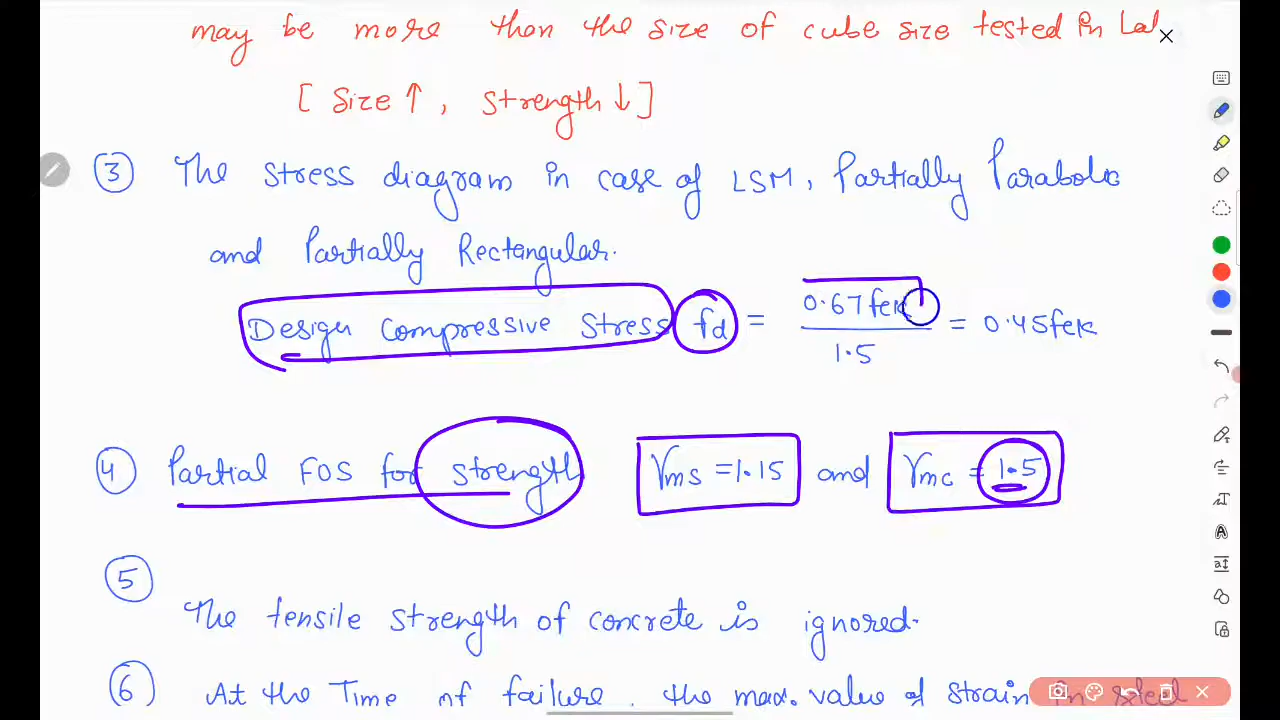 may be more than the size of cube size tested in Lab
[ Size ↑ , Strength ↓ ]
③ The stress diagram in case of LSM, Partially Parabolic
and Partially Rectangular.
Design Compressive Stress fd = 0.67fck / 1.5 = 0.45fck
④ Partial FOS for strength γms = 1.15 and γmc = 1.5
⑤
The tensile strength of concrete is ignored.
⑥ At the Time of failure, the max. value of strain in steel